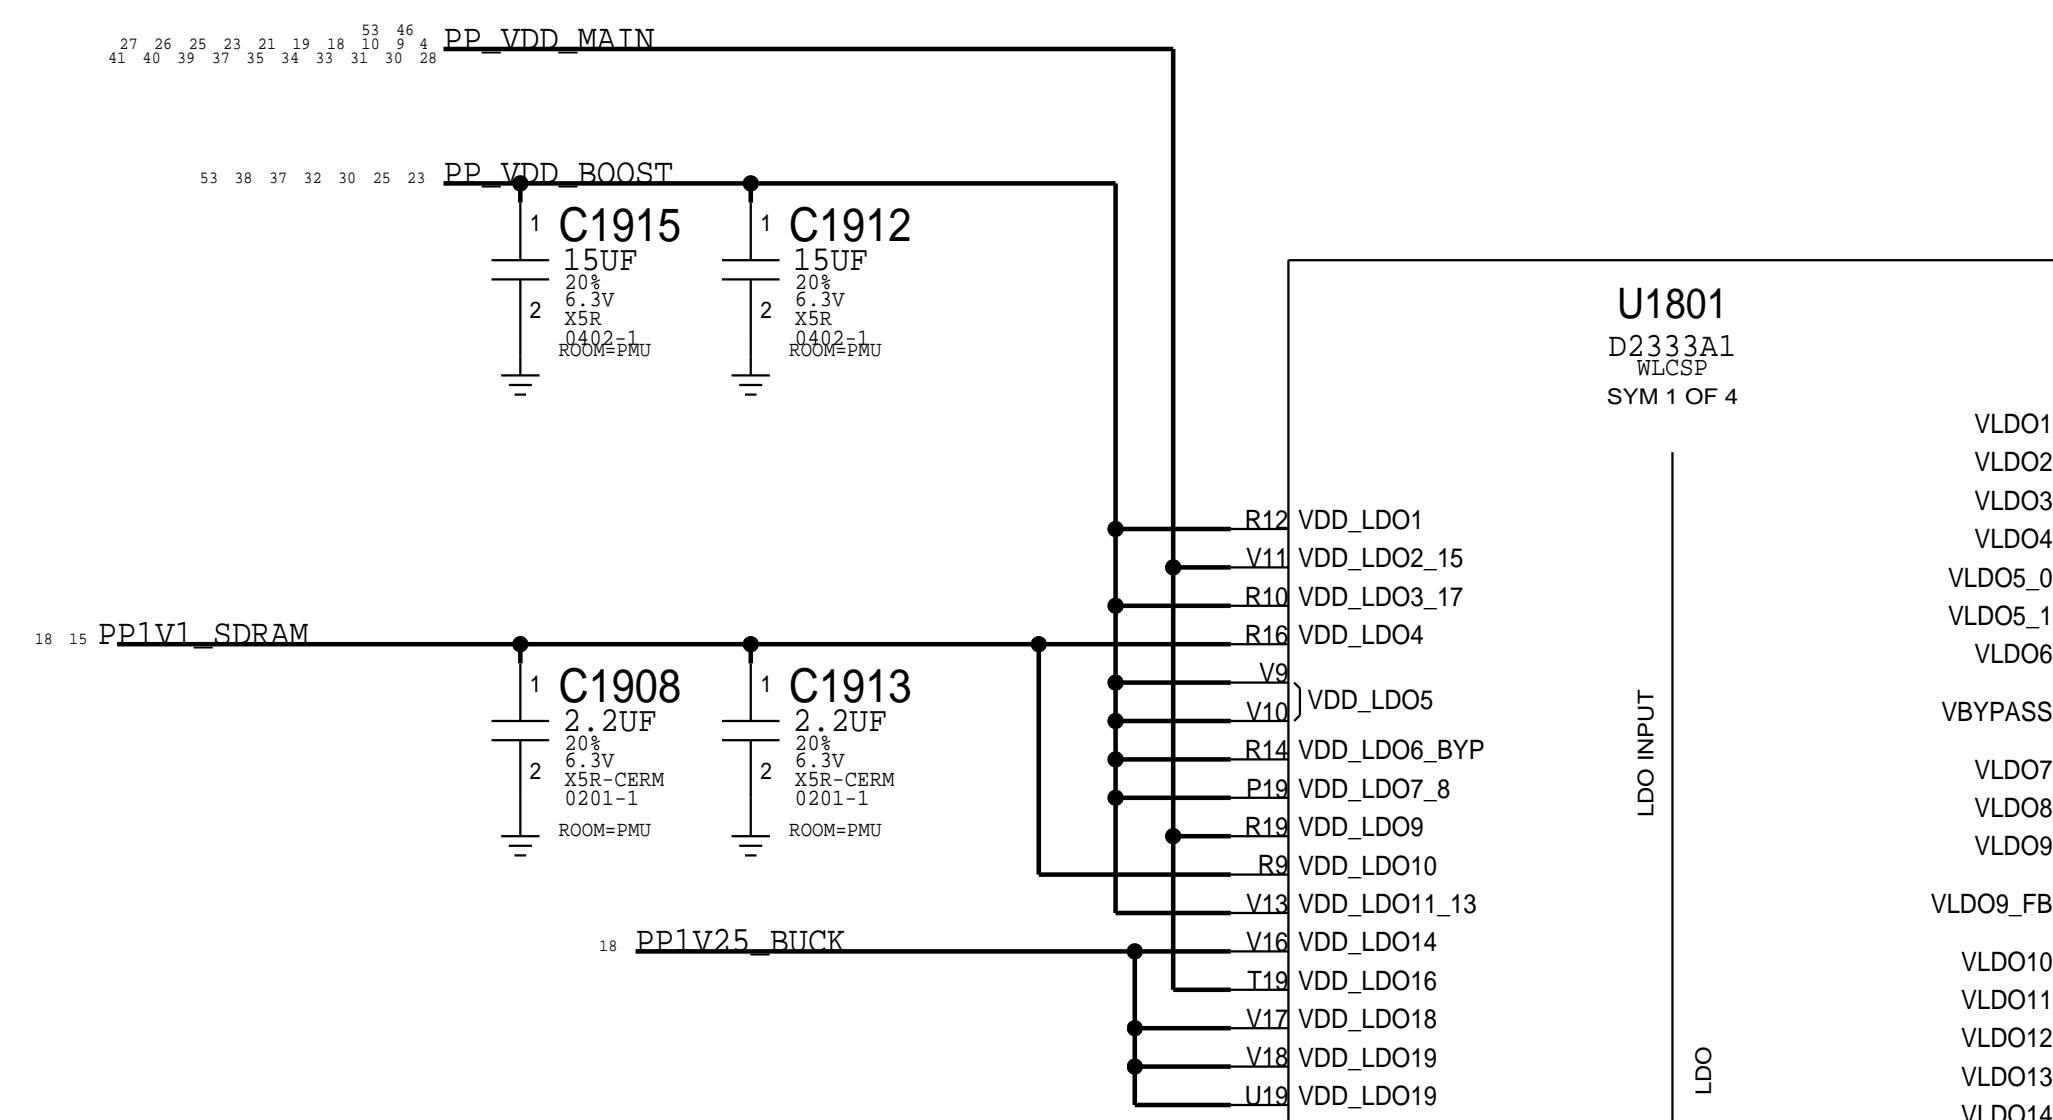 53 46
27 26 25 23 21 19 18 10 9 4
41 40 39 37 35 34 33 31 30 28
PP_VDD_MAIN
53 38 37 32 30 25 23
PP_VDD_BOOST
1
C1915
15UF
20%
6.3V
2
X5R
0402-1
ROOM=PMU
1
C1912
15UF
20%
6.3V
2
X5R
0402-1
ROOM=PMU
18 15
PP1V1_SDRAM
1
C1908
2.2UF
20%
6.3V
2
X5R-CERM
0201-1
ROOM=PMU
1
C1913
2.2UF
20%
6.3V
2
X5R-CERM
0201-1
ROOM=PMU
18
PP1V25_BUCK
U1801
D2333A1
WLCSP
SYM 1 OF 4
R12 VDD_LDO1
V11 VDD_LDO2_15
R10 VDD_LDO3_17
R16 VDD_LDO4
V9
V10
VDD_LDO5
R14 VDD_LDO6_BYP
P19 VDD_LDO7_8
R19 VDD_LDO9
R9 VDD_LDO10
V13 VDD_LDO11_13
V16 VDD_LDO14
T19 VDD_LDO16
V17 VDD_LDO18
V18 VDD_LDO19
U19 VDD_LDO19
LDO INPUT
LDO
VLDO1
VLDO2
VLDO3
VLDO4
VLDO5_0
VLDO5_1
VLDO6
VBYPASS
VLDO7
VLDO8
VLDO9
VLDO9_FB
VLDO10
VLDO11
VLDO12
VLDO13
VLDO14